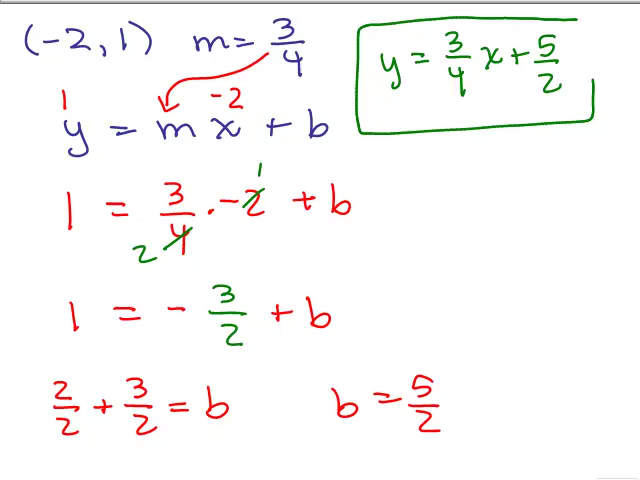 (-2, 1) m = 3/4
y = 3/4 x + 5/2
1 -2
y = m x + b
1
1 = 3/4 · -2 + b
2
1 = - 3/2 + b
2/2 + 3/2 = b b = 5/2